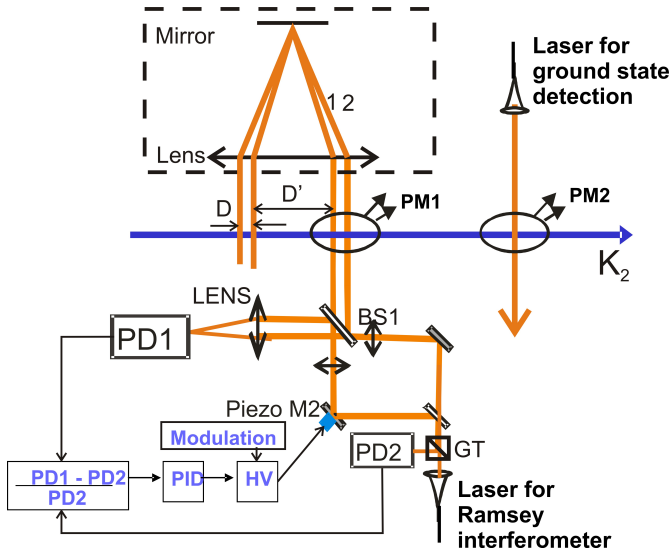 Mirror
1 2
Laser for
ground state
detection
Lens
D
D'
PM1
PM2
K2
LENS
BS1
PD1
Piezo M2
Modulation
PD2
GT
PD1 - PD2
PD2
PID
HV
Laser for
Ramsey
interferometer